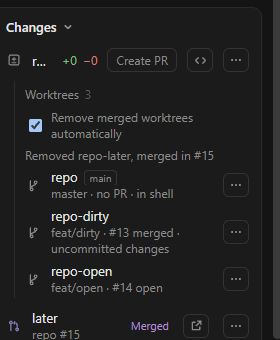 Changes
r... +0 −0 Create PR <> ...
Worktrees 3
Remove merged worktrees
automatically
Removed repo-later, merged in #15
repo main
master · no PR · in shell
repo-dirty
feat/dirty · #13 merged ·
uncommitted changes
repo-open
feat/open · #14 open
later
repo #15 Merged